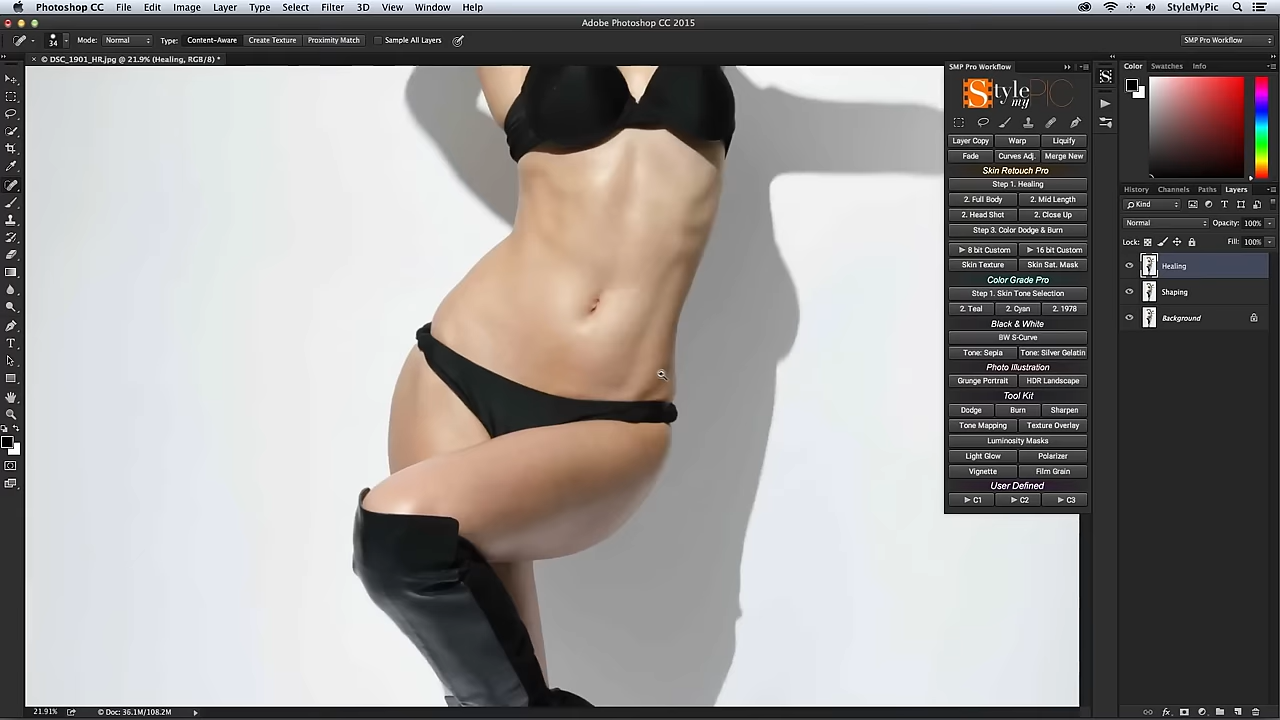 Photoshop CC File Edit Image Layer Type Select Filter 3D View Window Help StyleMyPic
Adobe Photoshop CC 2015
34 Mode: Normal Type: Content-Aware Create Texture Proximity Match Sample All Layers SMP Pro Workflow
× © DSC_1901_HR.jpg @ 21.9% (Healing, RGB/8) *
SMP Pro Workflow
Style my PIC
Layer Copy Warp Liquify
Fade Curves Adj. Merge New
Skin Retouch Pro
Step 1. Healing
2. Full Body 2. Mid Length
2. Head Shot 2. Close Up
Step 3. Color Dodge & Burn
8 bit Custom 16 bit Custom
Skin Texture Skin Sat. Mask
Color Grade Pro
Step 1. Skin Tone Selection
2. Teal 2. Cyan 2. 1978
Black & White
BW S-Curve
Tone: Sepia Tone: Silver Gelatin
Photo Illustration
Grunge Portrait HDR Landscape
Tool Kit
Dodge Burn Sharpen
Tone Mapping Texture Overlay
Luminosity Masks
Light Glow Polarizer
Vignette Film Grain
User Defined
C1 C2 C3
Color Swatches Info
History Channels Paths Layers
Kind
Normal Opacity: 100%
Lock: Fill: 100%
Healing
Shaping
Background
21.91% © Doc: 36.1M/108.2M